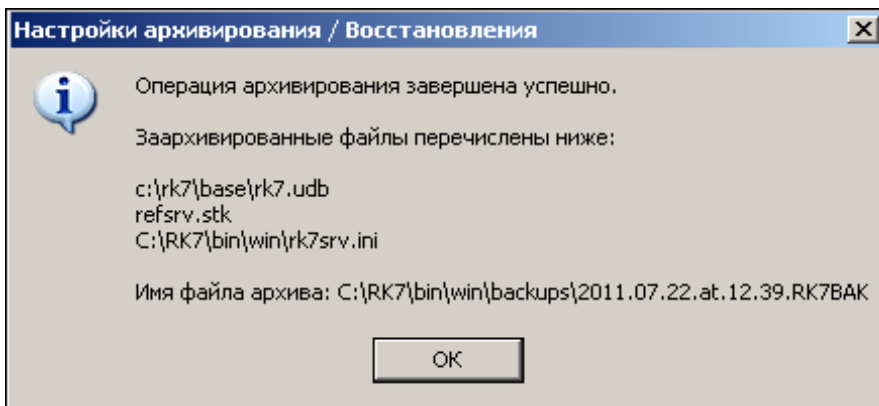 Настройки архивирования / Восстановления
Операция архивирования завершена успешно.
Заархивированные файлы перечислены ниже:
c:\rk7\base\rk7.udb
refsrv.stk
C:\RK7\bin\win\rk7srv.ini
Имя файла архива: C:\RK7\bin\win\backups\2011.07.22.at.12.39.RK7BAK
ОК